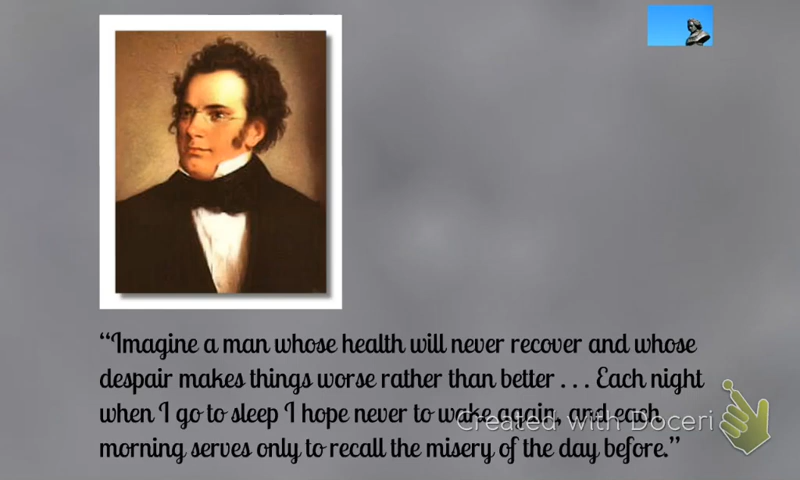 “Imagine a man whose health will never recover and whose
despair makes things worse rather than better . . . Each night
when I go to sleep I hope never to wake again, and each
Created with Doceri
morning serves only to recall the misery of the day before.”